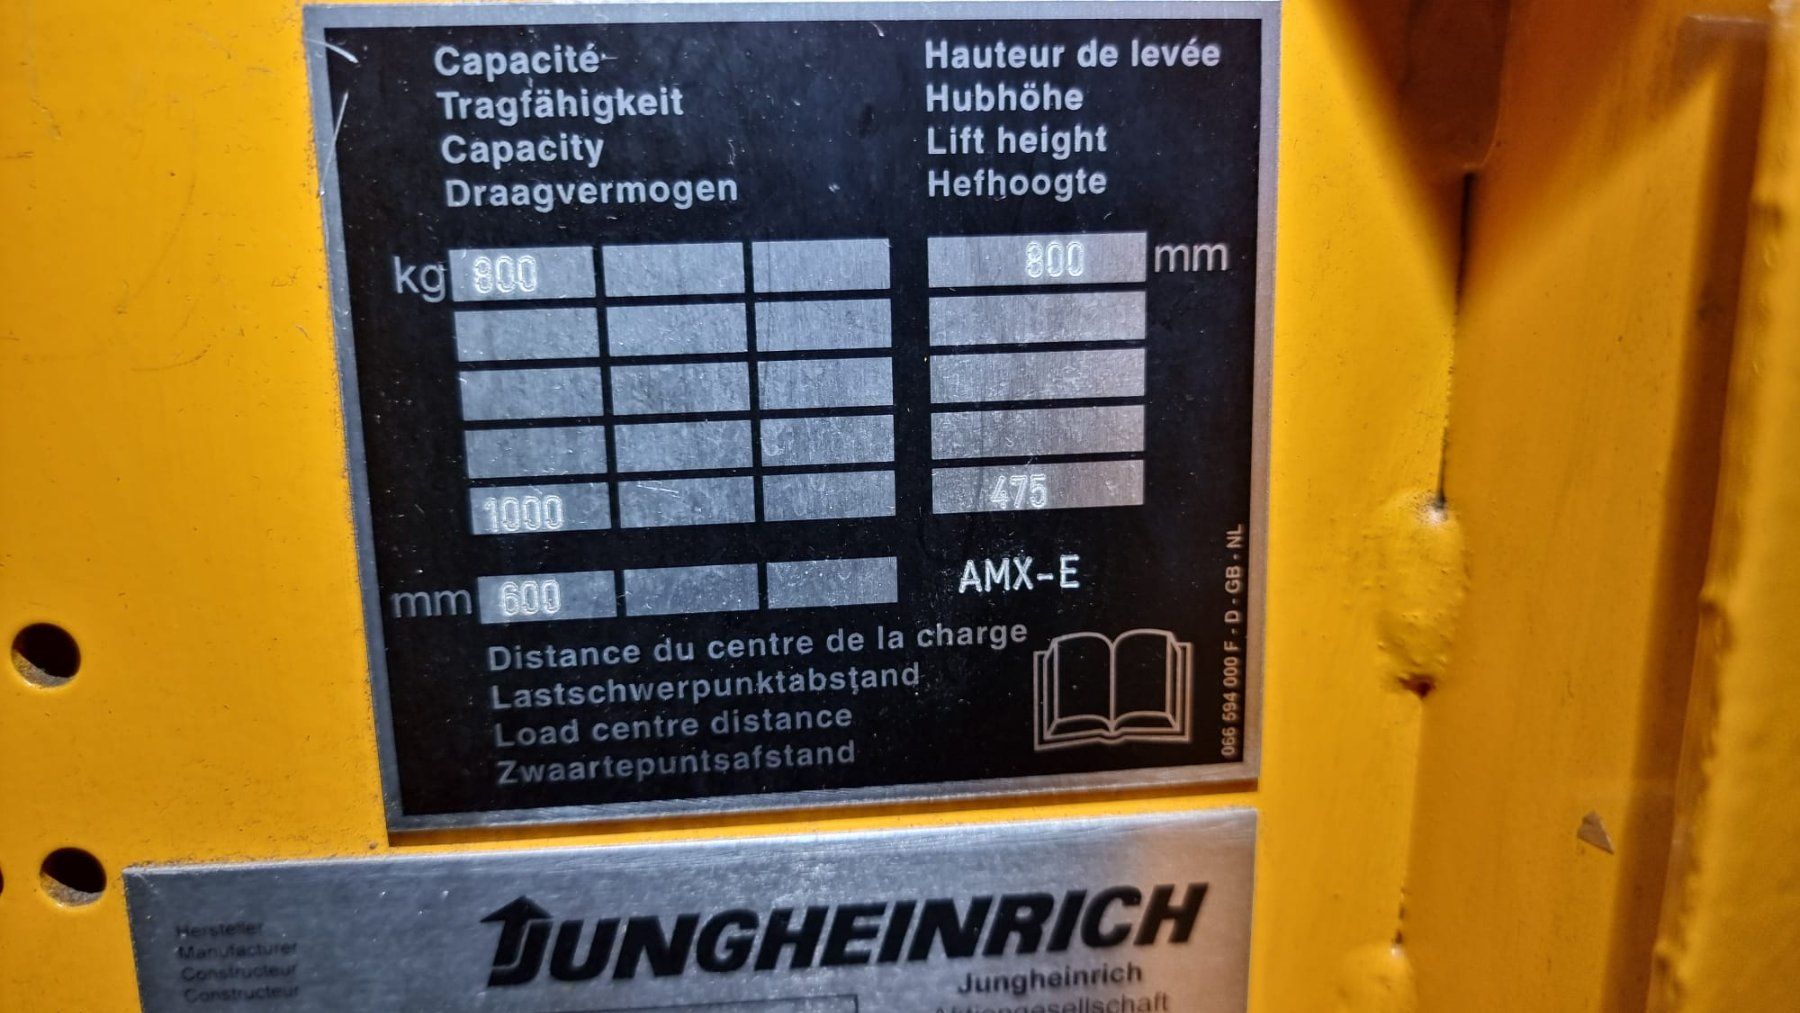 Capacité
Tragfähigkeit
Capacity
Draagvermogen
Hauteur de levée
Hubhöhe
Lift height
Hefhoogte
kg 800 800 mm
1000 475
mm 600 AMX-E
Distance du centre de la charge
Lastschwerpunktabstand
Load centre distance
Zwaartepuntsafstand
066 594 000 F - D - GB - NL
Hersteller
Manufacturer
Constructeur
Constructeur
JUNGHEINRICH
Jungheinrich
Aktiengesellschaft